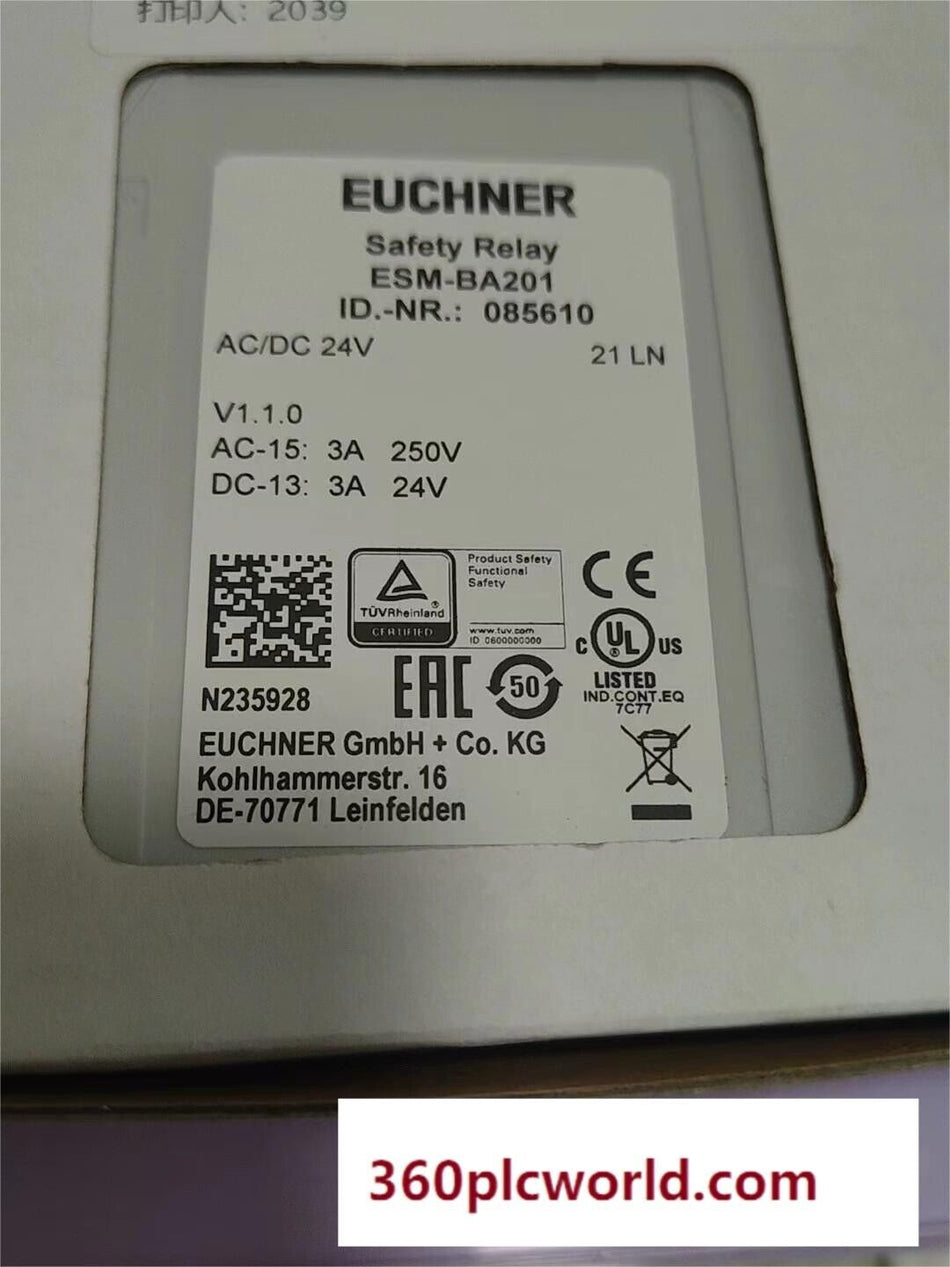 打印人: 2039
EUCHNER
Safety Relay
ESM-BA201
ID.-NR.: 085610
AC/DC 24V
21 LN
V1.1.0
AC-15: 3A 250V
DC-13: 3A 24V
TÜVRheinland®
CERTIFIED
Product Safety
Functional
Safety
www.tuv.com
ID 0600000000
CE
C UL® US
LISTED
IND.CONT.EQ
7C77
N235928
EAC
50
EUCHNER GmbH + Co. KG
Kohlhammerstr. 16
DE-70771 Leinfelden
360plcworld.com